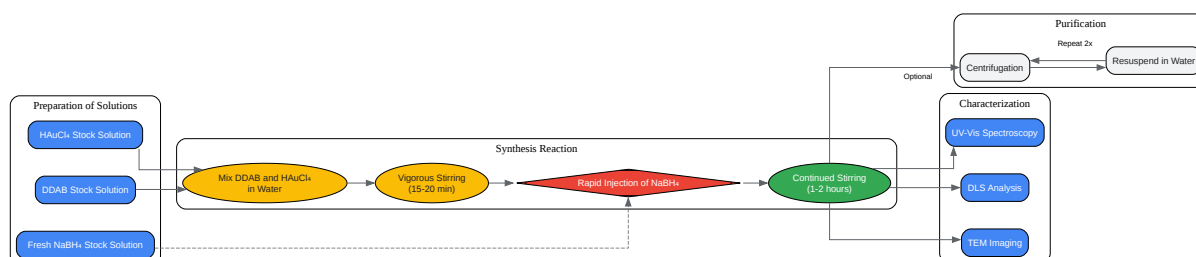 Purification
Repeat 2x
Centrifugation
Resuspend in Water
Optional
Preparation of Solutions
HAuCl₄ Stock Solution
DDAB Stock Solution
Fresh NaBH₄ Stock Solution
Synthesis Reaction
Mix DDAB and HAuCl₄
in Water
Vigorous Stirring
(15-20 min)
Rapid Injection of NaBH₄
Continued Stirring
(1-2 hours)
Characterization
UV-Vis Spectroscopy
DLS Analysis
TEM Imaging